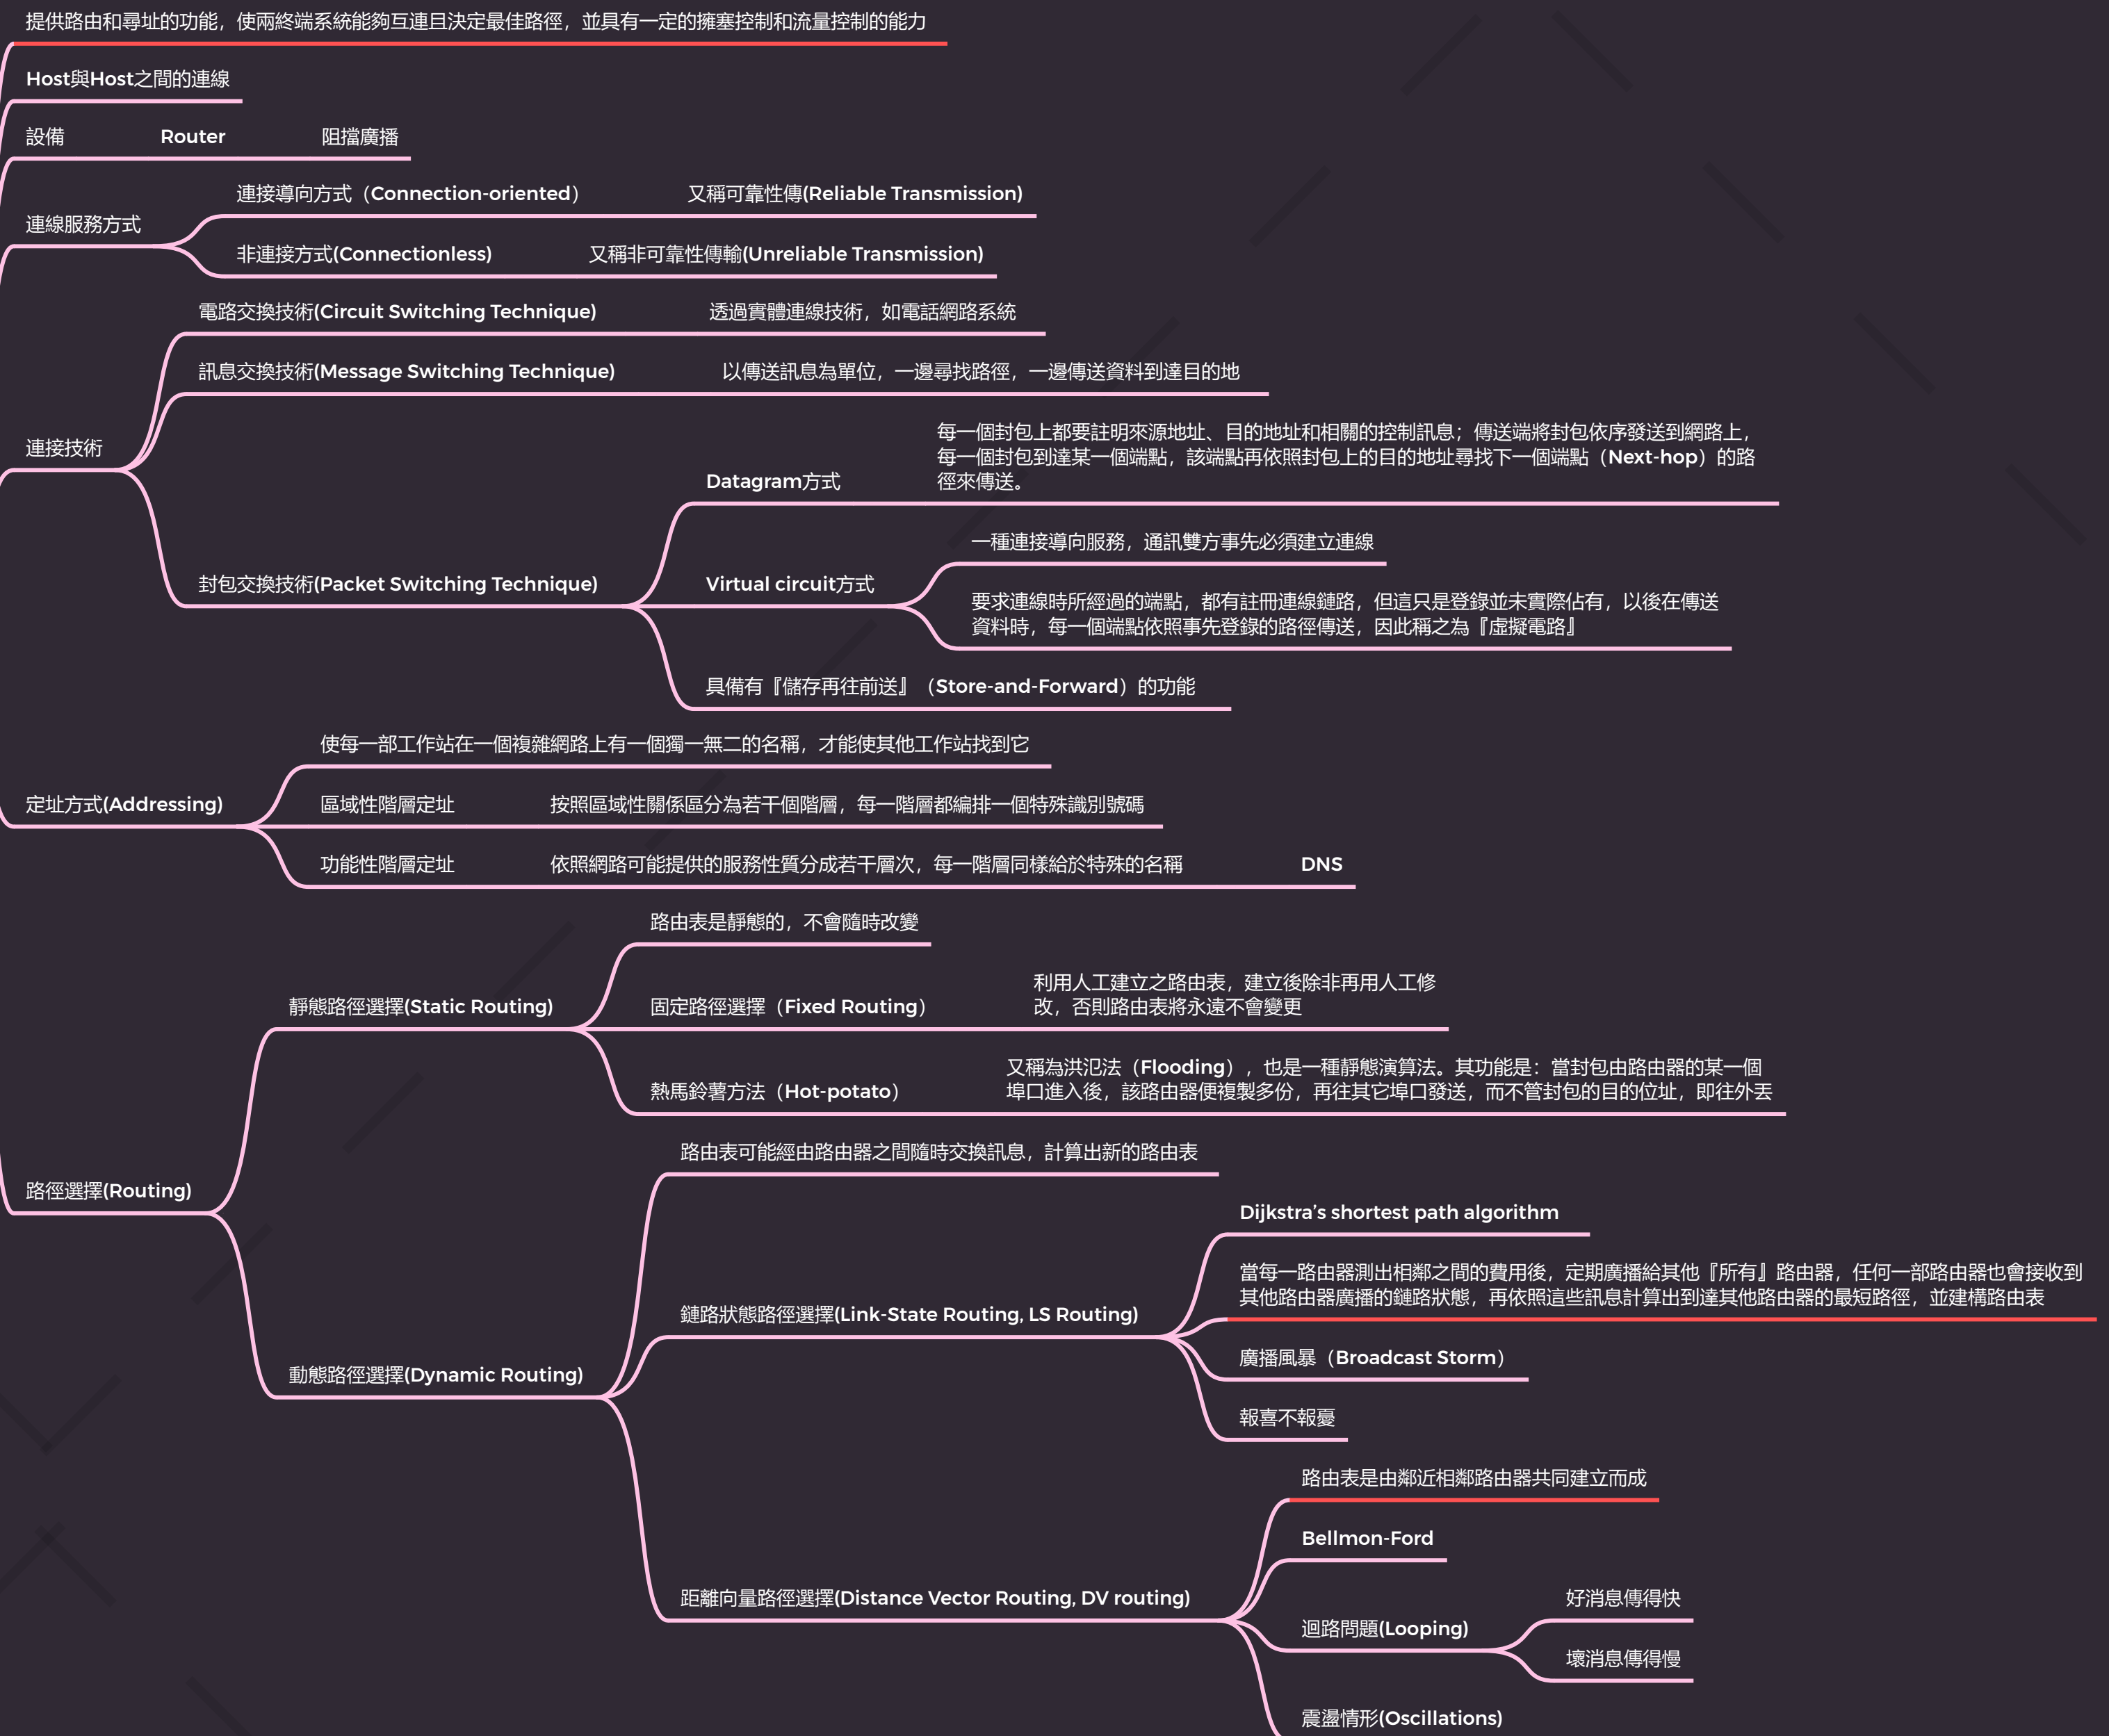 提供路由和尋址的功能，使兩終端系統能夠互連且決定最佳路徑，並具有一定的擁塞控制和流量控制的能力
Host與Host之間的連線
設備
Router
阻擋廣播
連線服務方式
連接導向方式（Connection-oriented）
又稱可靠性傳(Reliable Transmission)
非連接方式(Connectionless)
又稱非可靠性傳輸(Unreliable Transmission)
連接技術
電路交換技術(Circuit Switching Technique)
透過實體連線技術，如電話網路系統
訊息交換技術(Message Switching Technique)
以傳送訊息為單位，一邊尋找路徑，一邊傳送資料到達目的地
封包交換技術(Packet Switching Technique)
Datagram方式
每一個封包上都要註明來源地址、目的地址和相關的控制訊息；傳送端將封包依序發送到網路上，
每一個封包到達某一個端點，該端點再依照封包上的目的地址尋找下一個端點（Next-hop）的路
徑來傳送。
Virtual circuit方式
一種連接導向服務，通訊雙方事先必須建立連線
要求連線時所經過的端點，都有註冊連線鏈路，但這只是登錄並未實際佔有，以後在傳送
資料時，每一個端點依照事先登錄的路徑傳送，因此稱之為『虛擬電路』
具備有『儲存再往前送』（Store-and-Forward）的功能
定址方式(Addressing)
使每一部工作站在一個複雜網路上有一個獨一無二的名稱，才能使其他工作站找到它
區域性階層定址
按照區域性關係區分為若干個階層，每一階層都編排一個特殊識別號碼
功能性階層定址
依照網路可能提供的服務性質分成若干層次，每一階層同樣給於特殊的名稱
DNS
路徑選擇(Routing)
靜態路徑選擇(Static Routing)
路由表是靜態的，不會隨時改變
固定路徑選擇（Fixed Routing）
利用人工建立之路由表，建立後除非再用人工修
改，否則路由表將永遠不會變更
熱馬鈴薯方法（Hot-potato）
又稱為洪氾法（Flooding），也是一種靜態演算法。其功能是：當封包由路由器的某一個
埠口進入後，該路由器便複製多份，再往其它埠口發送，而不管封包的目的位址，即往外丟
動態路徑選擇(Dynamic Routing)
路由表可能經由路由器之間隨時交換訊息，計算出新的路由表
鏈路狀態路徑選擇(Link-State Routing, LS Routing)
Dijkstra’s shortest path algorithm
當每一路由器測出相鄰之間的費用後，定期廣播給其他『所有』路由器，任何一部路由器也會接收到
其他路由器廣播的鏈路狀態，再依照這些訊息計算出到達其他路由器的最短路徑，並建構路由表
廣播風暴（Broadcast Storm）
報喜不報憂
距離向量路徑選擇(Distance Vector Routing, DV routing)
路由表是由鄰近相鄰路由器共同建立而成
Bellmon-Ford
迴路問題(Looping)
好消息傳得快
壞消息傳得慢
震盪情形(Oscillations)